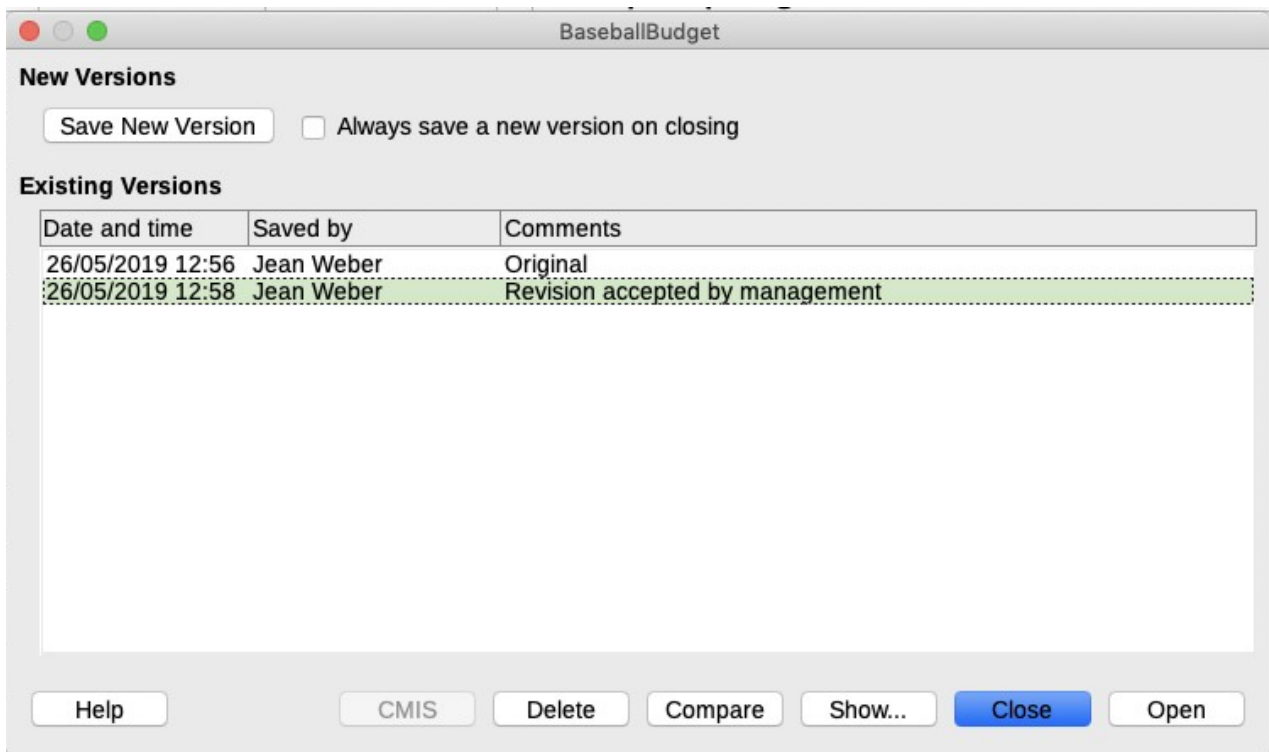 BaseballBudget
New Versions
Save New Version Always save a new version on closing
Existing Versions
Date and time Saved by Comments
26/05/2019 12:56 Jean Weber Original
26/05/2019 12:58 Jean Weber Revision accepted by management
Help CMIS Delete Compare Show... Close Open